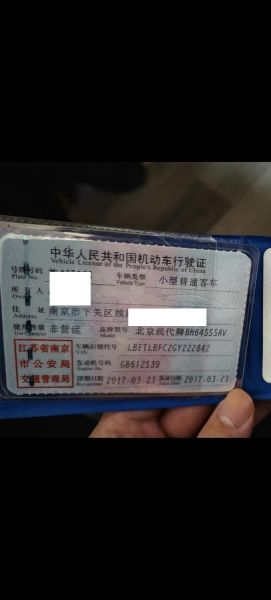 中华人民共和国机动车行驶证
Vehicle License of the People's Republic of China
号牌号码 车辆类型 小型普通客车
Plate No. Vehicle Type
所有人
Owner
住址 南京市下关区
Address
使用性质 非营运 品牌型号 北京现代牌BH6455SAV
Use Character Model
江苏省南京 车辆识别代号 LBETLBFC2GY222842
VIN
市公安局 发动机号码 GB612539
Engine No.
交通管理局 注册日期 2017-03-23 发证日期 2017-03-23
Register Date Issue Date